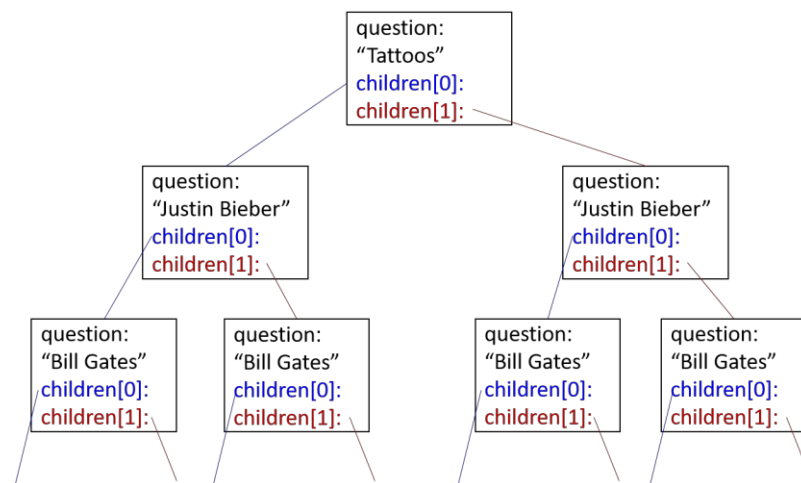 question:
“Tattoos”
children[0]:
children[1]:
question:
“Justin Bieber”
children[0]:
children[1]:
question:
“Justin Bieber”
children[0]:
children[1]:
question:
“Bill Gates”
children[0]:
children[1]:
question:
“Bill Gates”
children[0]:
children[1]:
question:
“Bill Gates”
children[0]:
children[1]:
question:
“Bill Gates”
children[0]:
children[1]: